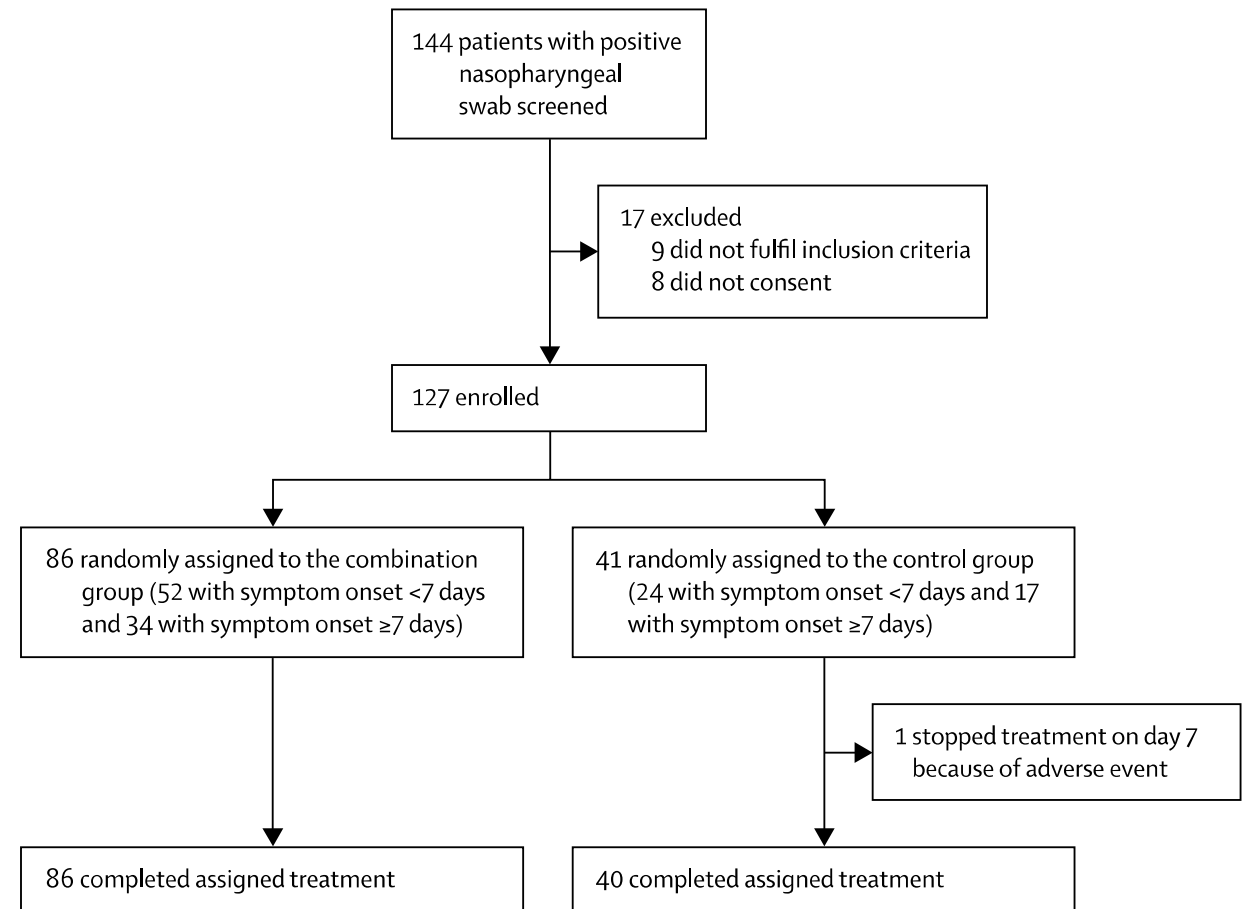 144 patients with positive
nasopharyngeal
swab screened
17 excluded
9 did not fulfil inclusion criteria
8 did not consent
127 enrolled
86 randomly assigned to the combination
group (52 with symptom onset <7 days
and 34 with symptom onset ≥7 days)
41 randomly assigned to the control group
(24 with symptom onset <7 days and 17
with symptom onset ≥7 days)
1 stopped treatment on day 7
because of adverse event
86 completed assigned treatment
40 completed assigned treatment